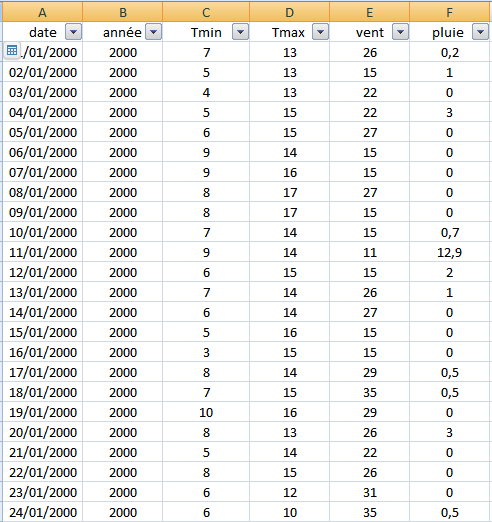 A B C D E F
date année Tmin Tmax vent pluie
1/01/2000 2000 7 13 26 0,2
02/01/2000 2000 5 13 15 1
03/01/2000 2000 4 13 22 0
04/01/2000 2000 5 15 22 3
05/01/2000 2000 6 15 27 0
06/01/2000 2000 9 14 15 0
07/01/2000 2000 9 16 15 0
08/01/2000 2000 8 17 27 0
09/01/2000 2000 8 17 15 0
10/01/2000 2000 7 14 15 0,7
11/01/2000 2000 9 14 11 12,9
12/01/2000 2000 6 15 15 2
13/01/2000 2000 7 14 26 1
14/01/2000 2000 6 14 27 0
15/01/2000 2000 5 16 15 0
16/01/2000 2000 3 15 15 0
17/01/2000 2000 8 14 29 0,5
18/01/2000 2000 7 15 35 0,5
19/01/2000 2000 10 16 29 0
20/01/2000 2000 8 13 26 3
21/01/2000 2000 5 14 22 0
22/01/2000 2000 8 15 26 0
23/01/2000 2000 6 12 31 0
24/01/2000 2000 6 10 35 0,5